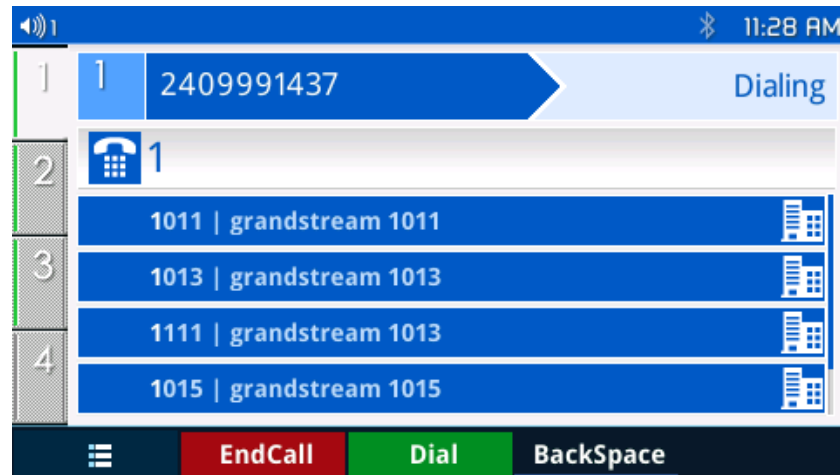 1 11:28 AM
1 1 2409991437 Dialing
2 1
1011 | grandstream 1011
3 1013 | grandstream 1013
1111 | grandstream 1013
4 1015 | grandstream 1015
EndCall Dial BackSpace